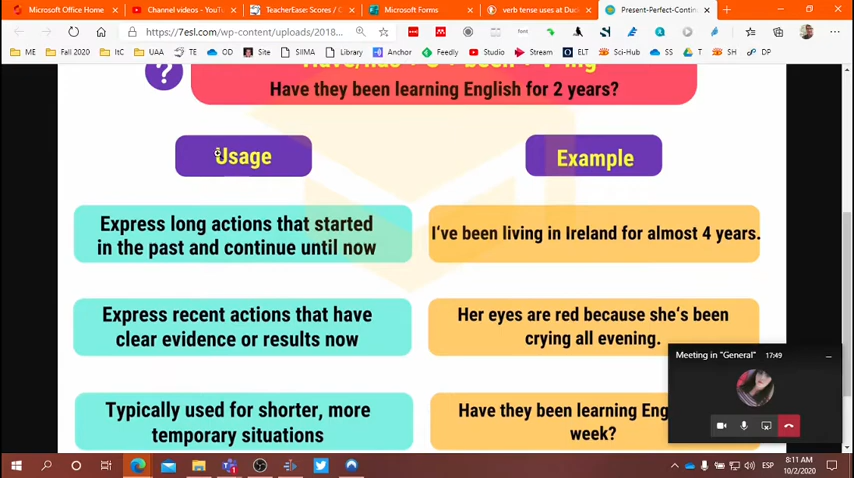 Microsoft Office Home
Channel videos - YouTu
TeacherEase: Scores / C
Microsoft Forms
verb tense uses at Duc
Present-Perfect-Contin
https://7esl.com/wp-content/uploads/2018...
ME
Fall 2020
ItC
UAA
TE
OD
Site
SIIMA
Library
Anchor
Feedly
Studio
Stream
ELT
Sci-Hub
CS
T
SH
DP
?
Have they been learning English for 2 years?
Usage
Example
Express long actions that started
in the past and continue until now
I've been living in Ireland for almost 4 years.
Express recent actions that have
clear evidence or results now
Her eyes are red because she's been
crying all evening.
Typically used for shorter, more
temporary situations
Have they been learning Eng
week?
Meeting in "General"
17:49
ESP
8:11 AM
10/2/2020